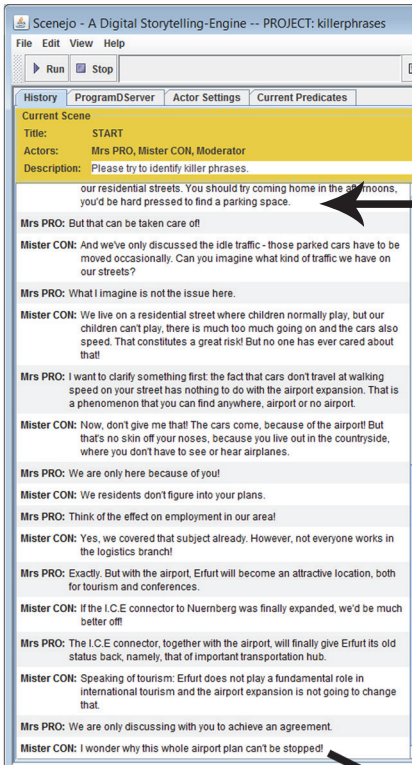 Scenejo - A Digital Storytelling-Engine -- PROJECT: killerphrases
File Edit View Help
Run Stop
History ProgramDServer Actor Settings Current Predicates
Current Scene
Title: START
Actors: Mrs PRO, Mister CON, Moderator
Description: Please try to identify killer phrases.
our residential streets. You should try coming home in the afternoons,
you'd be hard pressed to find a parking space.
Mrs PRO: But that can be taken care of!
Mister CON: And we've only discussed the idle traffic - those parked cars have to be
moved occasionally. Can you imagine what kind of traffic we have on
our streets?
Mrs PRO: What I imagine is not the issue here.
Mister CON: We live on a residential street where children normally play, but our
children can't play, there is much too much going on and the cars also
speed. That constitutes a great risk! But no one has ever cared about
that!
Mrs PRO: I want to clarify something first: the fact that cars don't travel at walking
speed on your street has nothing to do with the airport expansion. That is
a phenomenon that you can find anywhere, airport or no airport.
Mister CON: Now, don't give me that! The cars come, because of the airport! But
that's no skin off your noses, because you live out in the countryside,
where you don't have to see or hear airplanes.
Mrs PRO: We are only here because of you!
Mister CON: We residents don't figure into your plans.
Mrs PRO: Think of the effect on employment in our area!
Mister CON: Yes, we covered that subject already. However, not everyone works in
the logistics branch!
Mrs PRO: Exactly. But with the airport, Erfurt will become an attractive location, both
for tourism and conferences.
Mister CON: If the I.C.E connector to Nuernberg was finally expanded, we'd be much
better off!
Mrs PRO: The I.C.E connector, together with the airport, will finally give Erfurt its old
status back, namely, that of important transportation hub.
Mister CON: Speaking of tourism: Erfurt does not play a fundamental role in
international tourism and the airport expansion is not going to change
that.
Mrs PRO: We are only discussing with you to achieve an agreement.
Mister CON: I wonder why this whole airport plan can't be stopped!